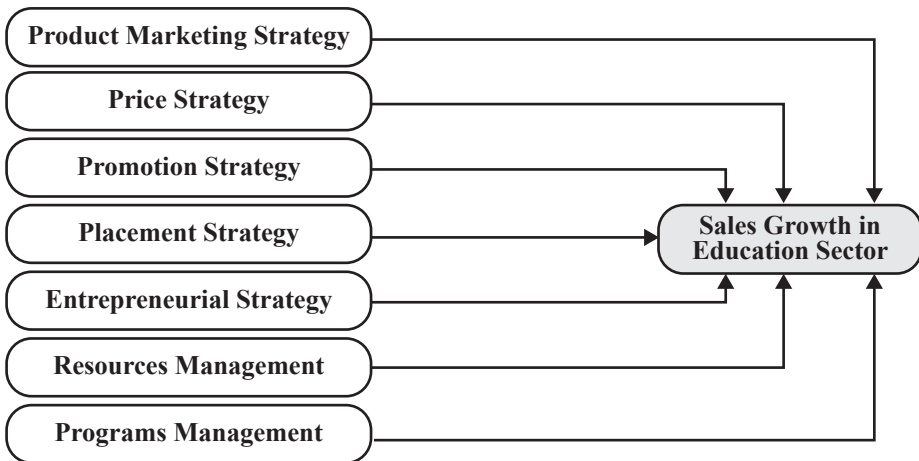 Product Marketing Strategy
Price Strategy
Promotion Strategy
Placement Strategy
Entrepreneurial Strategy
Resources Management
Programs Management
Sales Growth in
Education Sector